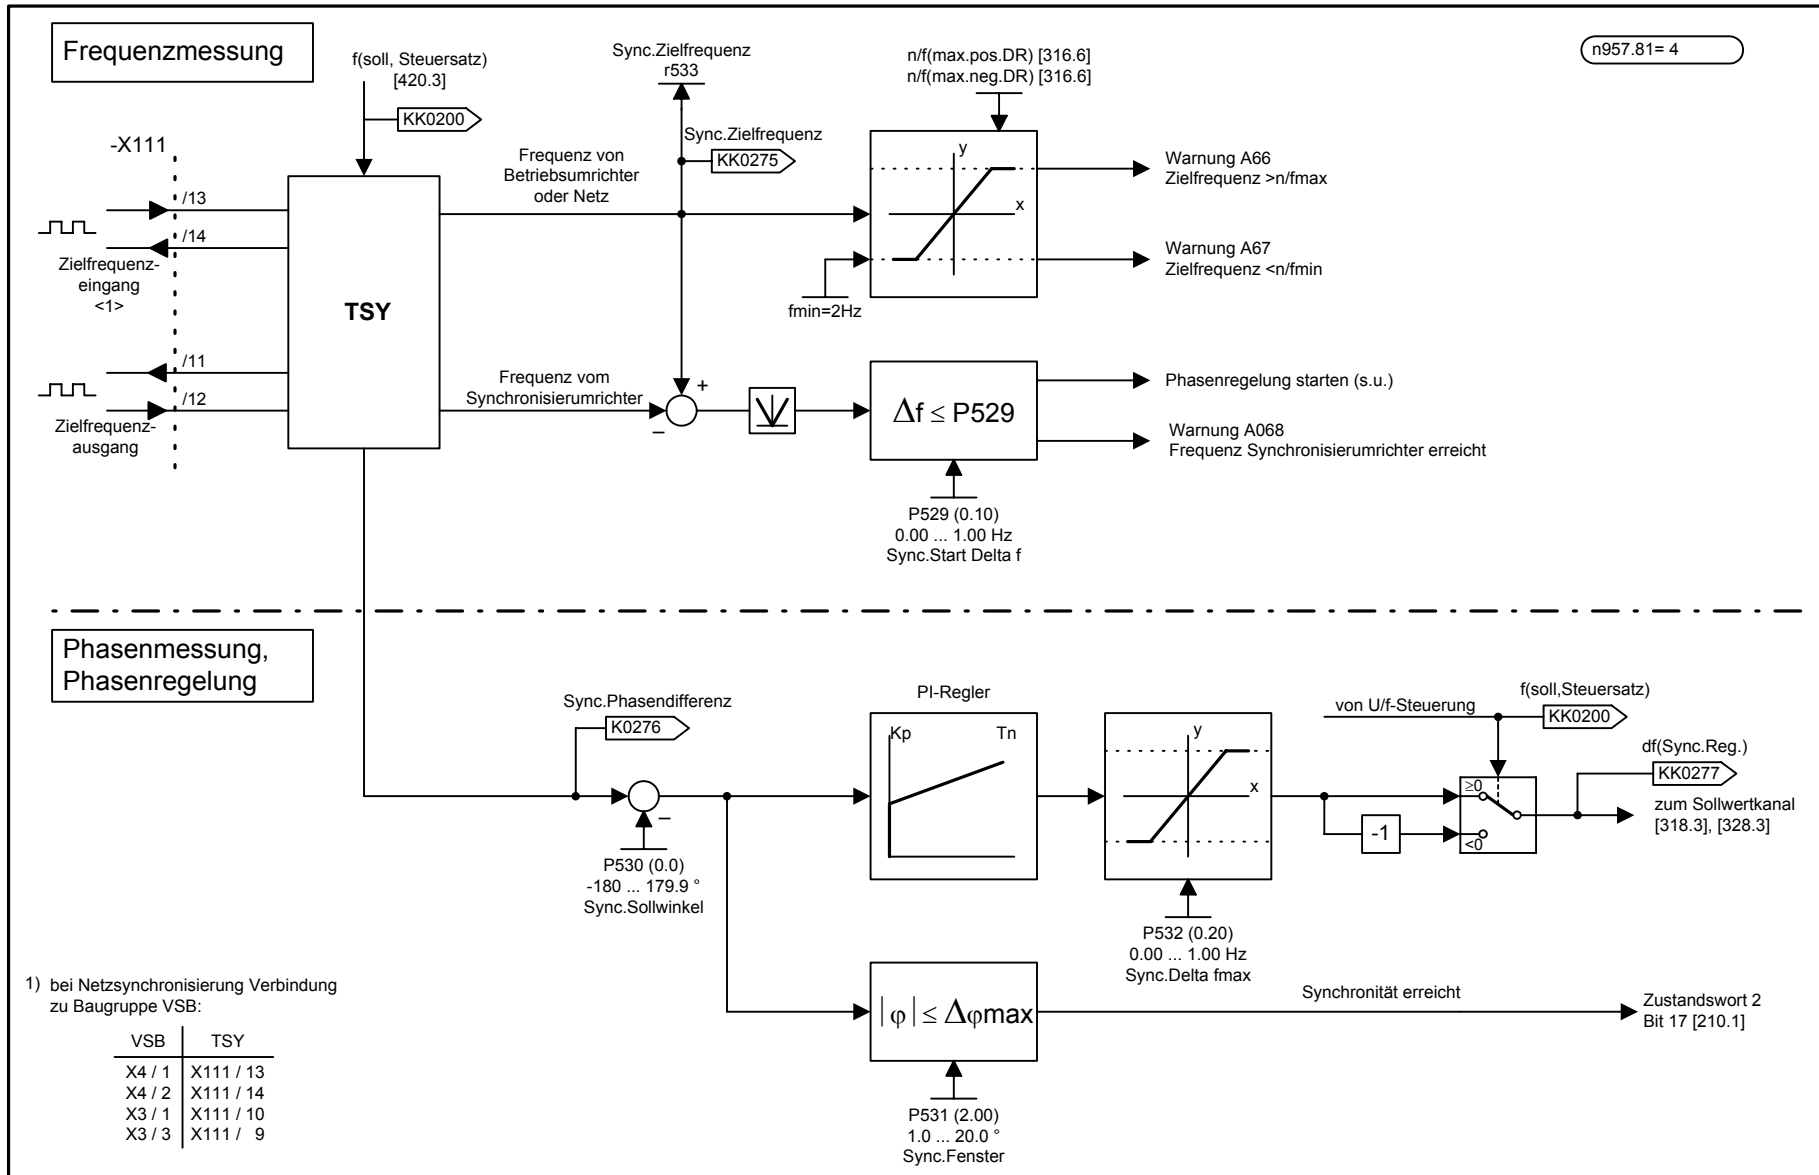 Frequenzmessung
f(soll, Steuersatz)
[420.3]
KK0200
Sync.Zielfrequenz
r533
Sync.Zielfrequenz
KK0275
n/f(max.pos.DR) [316.6]
n/f(max.neg.DR) [316.6]
n957.81= 4
-X111
/13
/14
Zielfrequenz-
eingang
<1>
/11
/12
Zielfrequenz-
ausgang
TSY
Frequenz von
Betriebsumrichter
oder Netz
Frequenz vom
Synchronisierumrichter
+
–
y
x
fmin=2Hz
Warnung A66
Zielfrequenz >n/fmax
Warnung A67
Zielfrequenz <n/fmin
Δf ≤ P529
Phasenregelung starten (s.u.)
Warnung A068
Frequenz Synchronisierumrichter erreicht
P529 (0.10)
0.00 ... 1.00 Hz
Sync.Start Delta f
Phasenmessung,
Phasenregelung
Sync.Phasendifferenz
K0276
–
P530 (0.0)
-180 ... 179.9 °
Sync.Sollwinkel
PI-Regler
Kp
Tn
y
x
P532 (0.20)
0.00 ... 1.00 Hz
Sync.Delta fmax
von U/f-Steuerung
f(soll,Steuersatz)
KK0200
df(Sync.Reg.)
KK0277
≥0
<0
-1
zum Sollwertkanal
[318.3], [328.3]
|φ| ≤ Δφmax
Synchronität erreicht
Zustandswort 2
Bit 17 [210.1]
P531 (2.00)
1.0 ... 20.0 °
Sync.Fenster
1) bei Netzsynchronisierung Verbindung
zu Baugruppe VSB:
VSB TSY
X4 / 1 X111 / 13
X4 / 2 X111 / 14
X3 / 1 X111 / 10
X3 / 3 X111 / 9